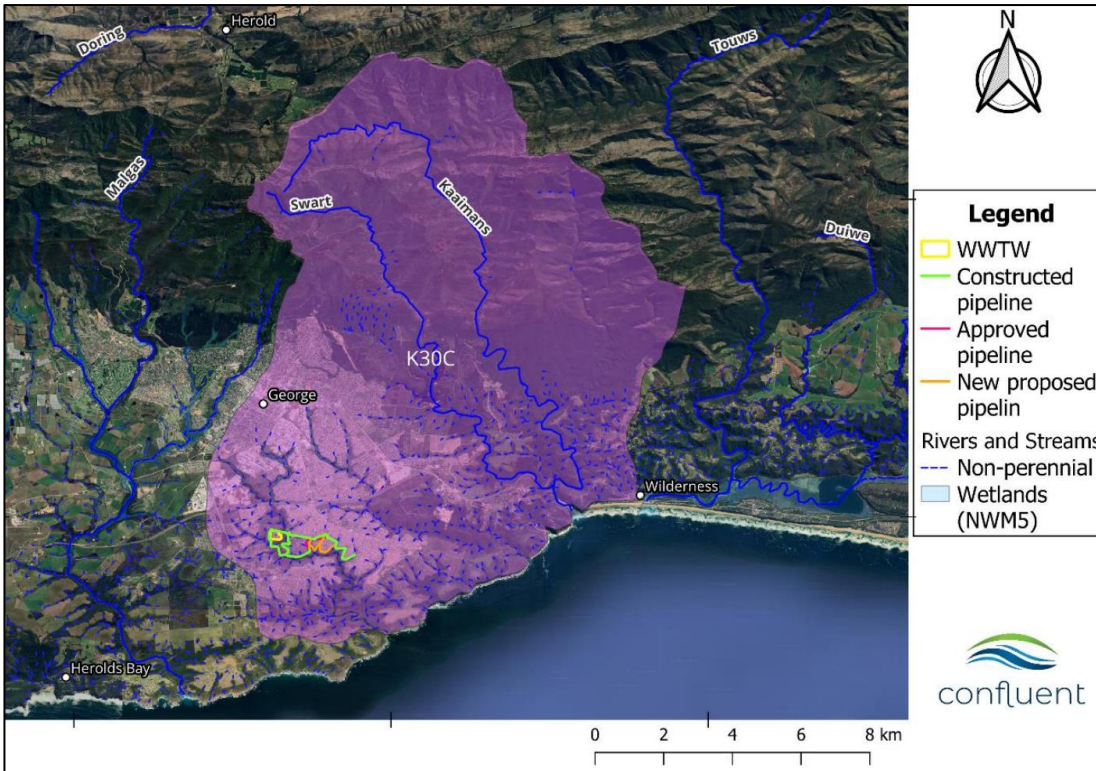 Herold
Doring
Touws
Malgas
Kaaimans
Swart
Duiwe
K30C
George
Wilderness
Herolds Bay
N
Legend
WWTW
Constructed
pipeline
Approved
pipeline
New proposed
pipelin
Rivers and Streams
Non-perennial
Wetlands
(NWM5)
confluent
0 2 4 6 8 km